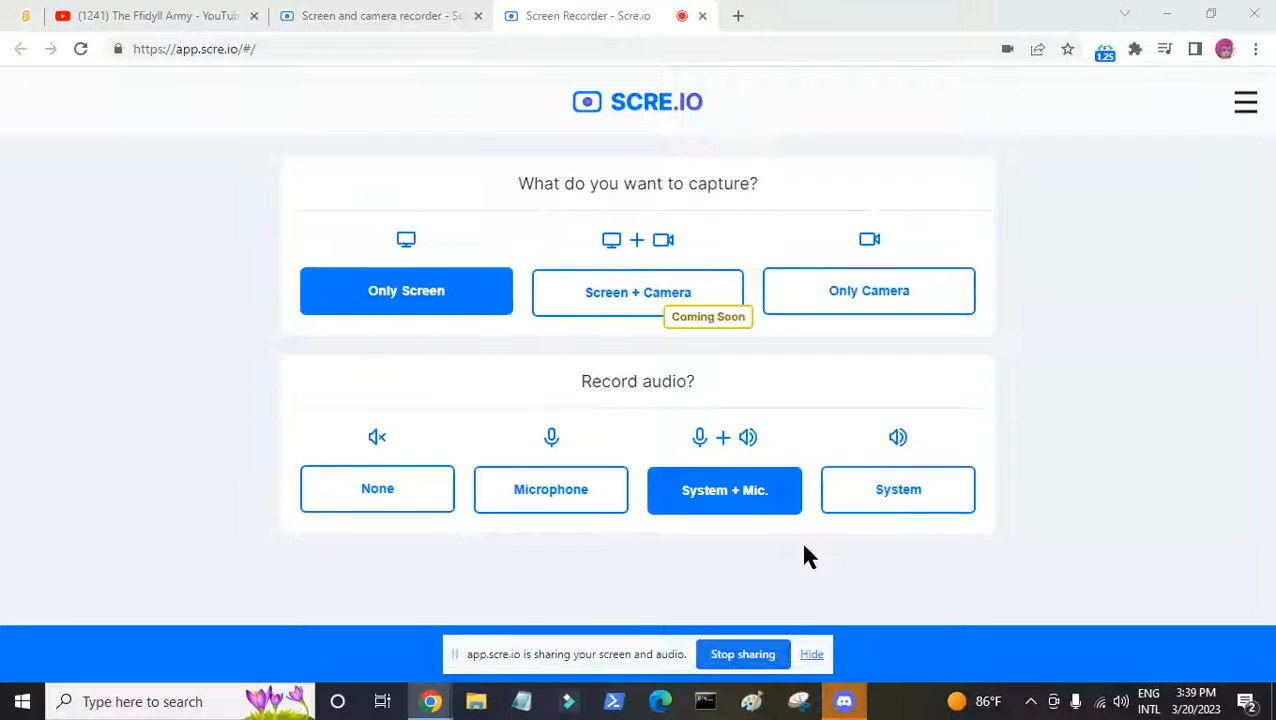 (1241) The Ffidyll Army - YouTub
Screen and camera recorder - Sc
Screen Recorder - Scre.io
https://app.scre.io/#/
1.25
SCRE.IO
What do you want to capture?
Only Screen
Screen + Camera
Only Camera
Coming Soon
Record audio?
None
Microphone
System + Mic.
System
app.scre.io is sharing your screen and audio.
Stop sharing
Hide
Type here to search
86°F
ENG
INTL
3:39 PM
3/20/2023
2